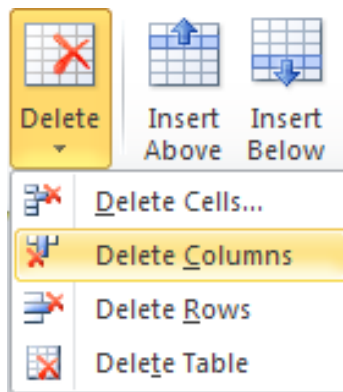 Delete
Insert Above
Insert Below
Delete Cells...
Delete Columns
Delete Rows
Delete Table